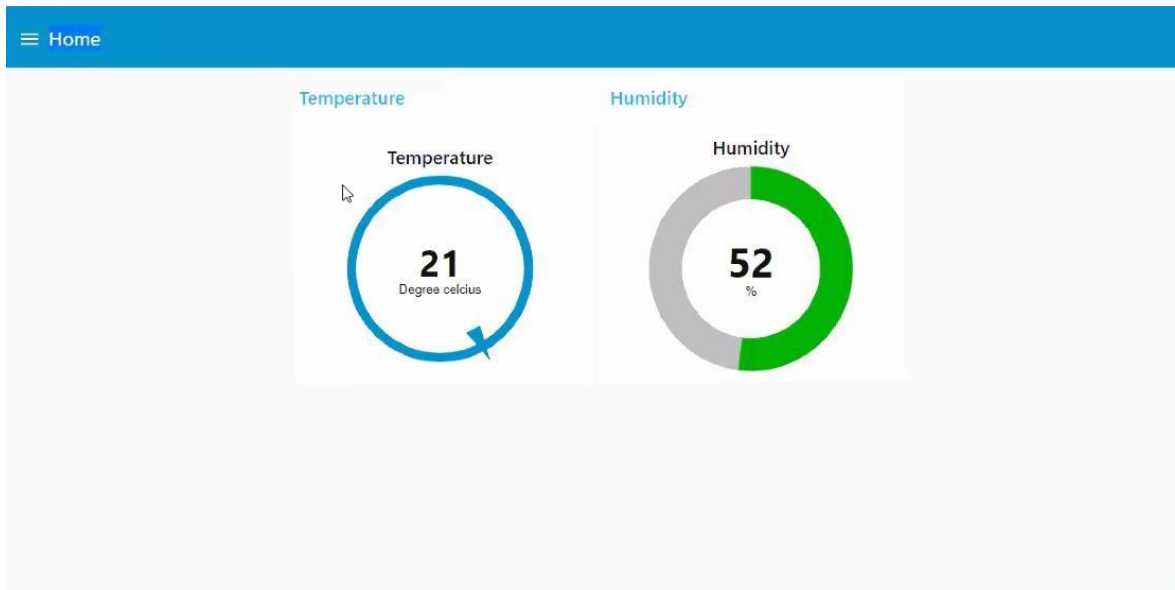 Home
Temperature
Humidity
Temperature
Humidity
21
Degree celcius
52
%